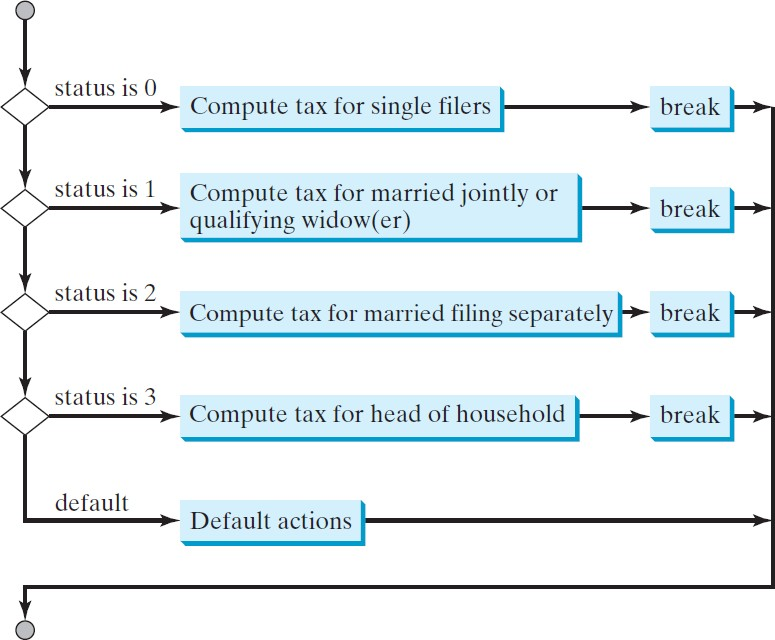 status is 0
Compute tax for single filers
break
status is 1
Compute tax for married jointly or
qualifying widow(er)
break
status is 2
Compute tax for married filing separately
break
status is 3
Compute tax for head of household
break
default
Default actions